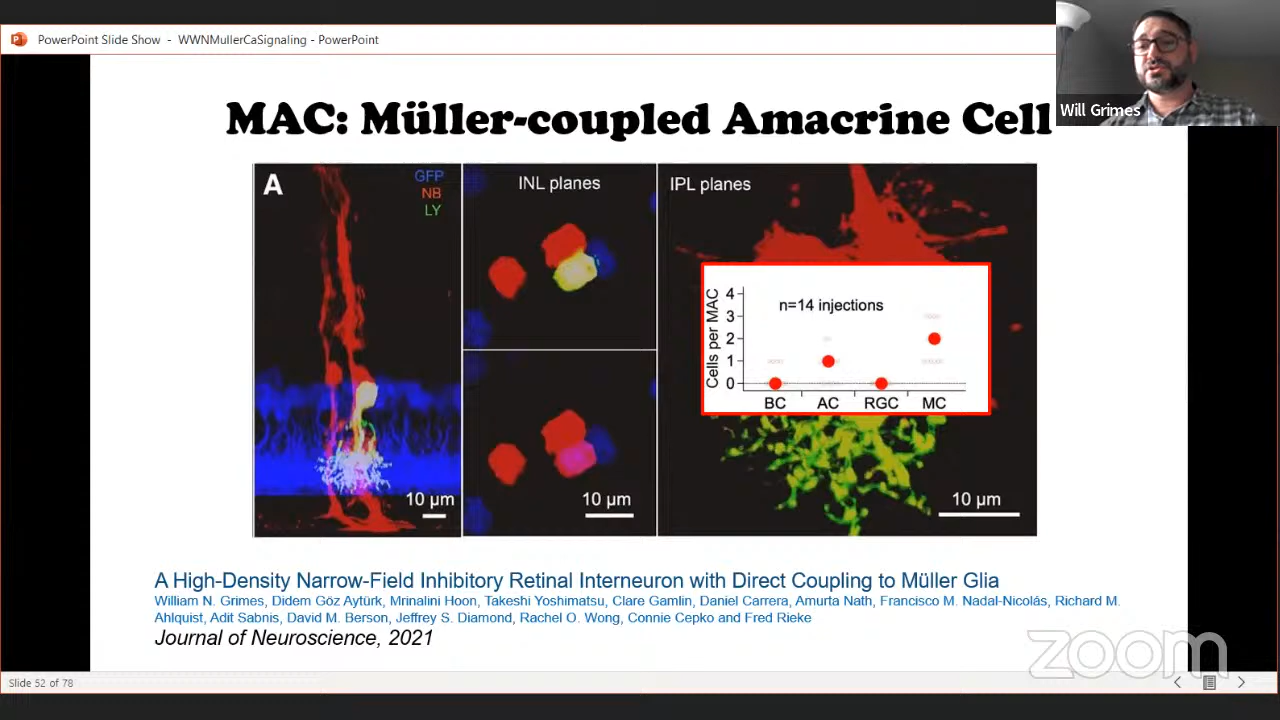 PowerPoint Slide Show - WWNMullerCaSignaling - PowerPoint
Will Grimes
MAC: Müller-coupled Amacrine Cell
A
GFP
NB
LY
10 µm
INL planes
10 µm
IPL planes
Cells per MAC
4
3
2
1
0
n=14 injections
BC AC RGC MC
10 µm
A High-Density Narrow-Field Inhibitory Retinal Interneuron with Direct Coupling to Müller Glia
William N. Grimes, Didem Göz Aytürk, Mrinalini Hoon, Takeshi Yoshimatsu, Clare Gamlin, Daniel Carrera, Amurta Nath, Francisco M. Nadal-Nicolás, Richard M.
Ahlquist, Adit Sabnis, David M. Berson, Jeffrey S. Diamond, Rachel O. Wong, Connie Cepko and Fred Rieke
Journal of Neuroscience, 2021
zoom
Slide 52 of 78